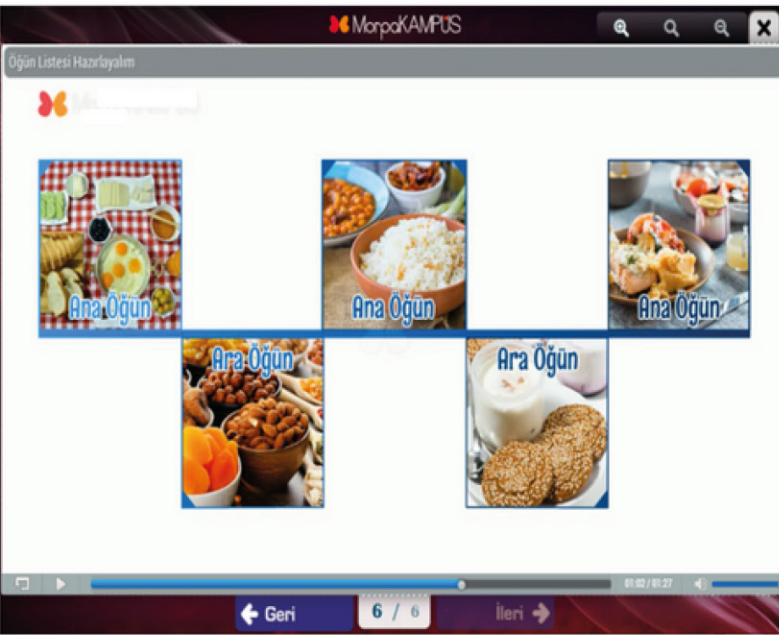 MorpaKAMPÜS
Öğün Listesi Hazırlayalım
Ana Öğün
Ana Öğün
Ana Öğün
Ara Öğün
Ara Öğün
01:02 / 01:27
Geri
6 / 6
İleri